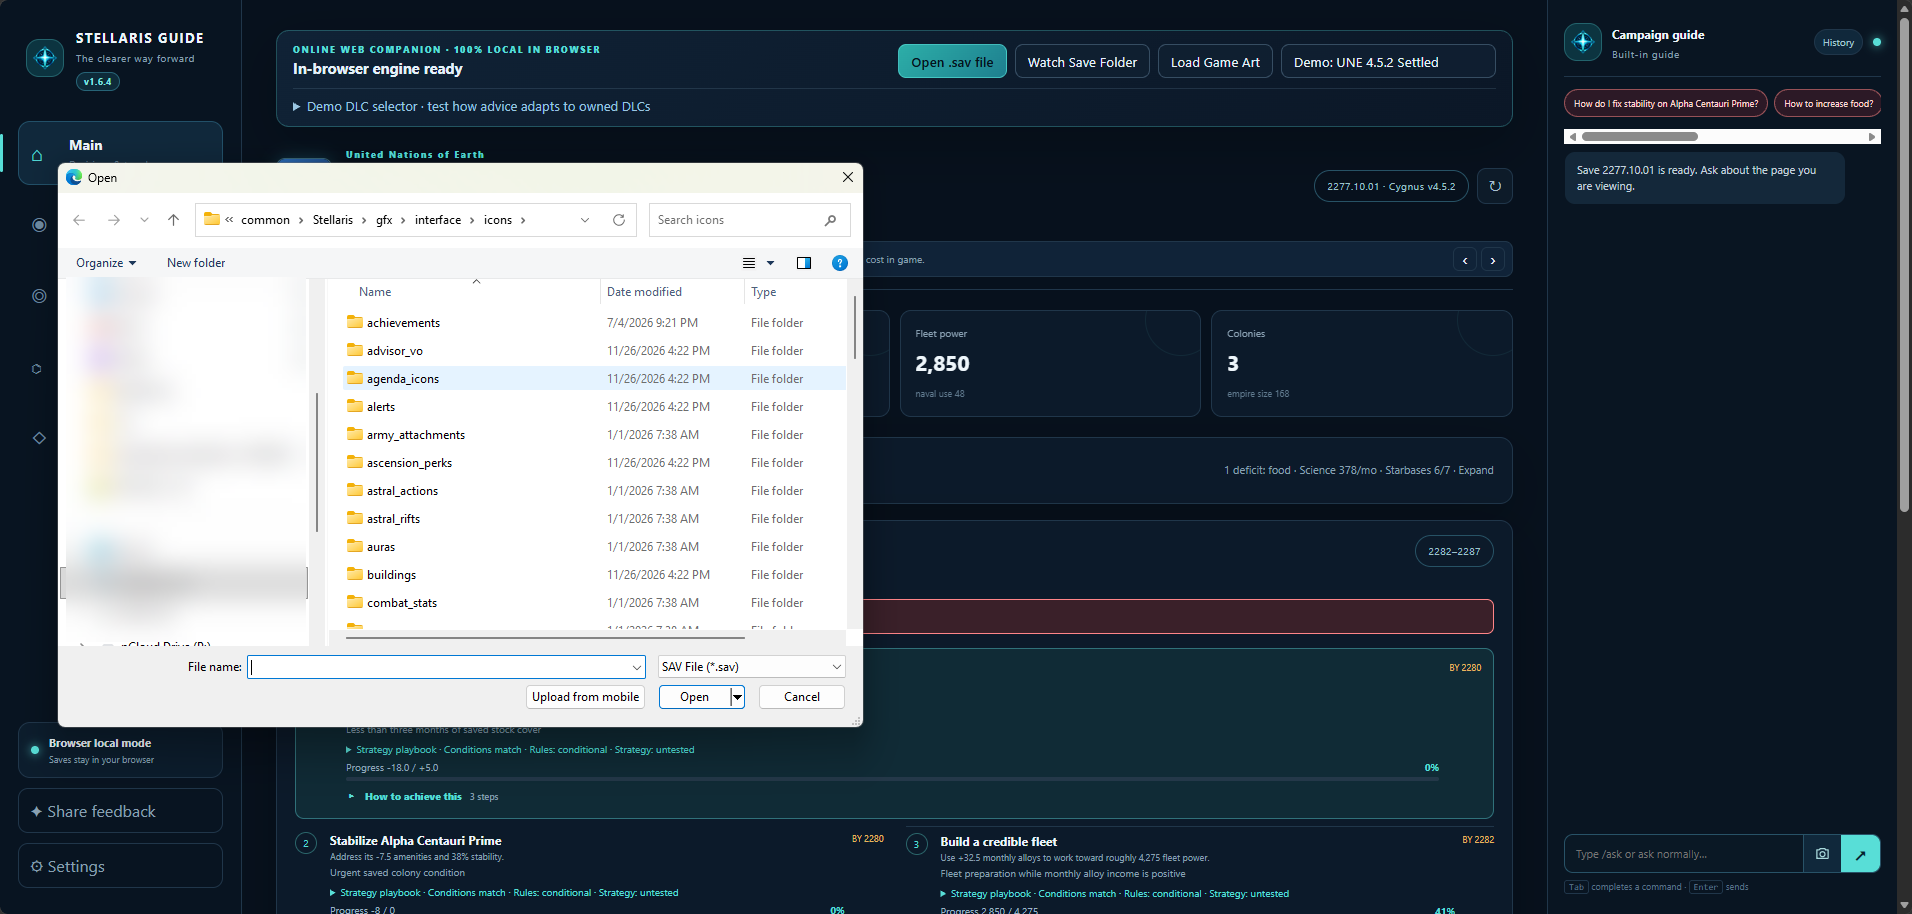 STELLARIS GUIDE
The clearer way forward
v1.6.4
Main
Browser local mode
Saves stay in your browser
✦ Share feedback
⚙ Settings
ONLINE WEB COMPANION · 100% LOCAL IN BROWSER
In-browser engine ready
Open .sav file
Watch Save Folder
Load Game Art
Demo: UNE 4.5.2 Settled
▶ Demo DLC selector · test how advice adapts to owned DLCs
United Nations of Earth
2277.10.01 · Cygnus v4.5.2
cost in game.
Fleet power
2,850
naval use 48
Colonies
3
empire size 168
1 deficit: food · Science 378/mo · Starbases 6/7 · Expand
2282–2287
BY 2280
Less than three months of saved stock cover
▶ Strategy playbook · Conditions match · Rules: conditional · Strategy: untested
Progress -18.0 / +5.0
0%
▶ How to achieve this 3 steps
2
Stabilize Alpha Centauri Prime
BY 2280
Address its -7.5 amenities and 38% stability.
Urgent saved colony condition
▶ Strategy playbook · Conditions match · Rules: conditional · Strategy: untested
Progress -8 / 0
0%
3
Build a credible fleet
BY 2282
Use +32.5 monthly alloys to work toward roughly 4,275 fleet power.
Fleet preparation while monthly alloy income is positive
▶ Strategy playbook · Conditions match · Rules: conditional · Strategy: untested
Progress 2,850 / 4,275
41%
Open
« common › Stellaris › gfx › interface › icons ›
Search icons
Organize
New folder
Name
Date modified
Type
achievements 7/4/2026 9:21 PM File folder
advisor_vo 11/26/2026 4:22 PM File folder
agenda_icons 11/26/2026 4:22 PM File folder
alerts 11/26/2026 4:22 PM File folder
army_attachments 1/1/2026 7:38 AM File folder
ascension_perks 11/26/2026 4:22 PM File folder
astral_actions 1/1/2026 7:38 AM File folder
astral_rifts 1/1/2026 7:38 AM File folder
auras 1/1/2026 7:38 AM File folder
buildings 11/26/2026 4:22 PM File folder
combat_stats 1/1/2026 7:38 AM File folder
1/1/2026 7:38 AM File folder
pCloud Drive (P:)
File name:
SAV File (*.sav)
Upload from mobile
Open
Cancel
Campaign guide
Built-in guide
History
How do I fix stability on Alpha Centauri Prime?
How to increase food?
Save 2277.10.01 is ready. Ask about the page you
are viewing.
Type /ask or ask normally...
Tab completes a command · Enter sends